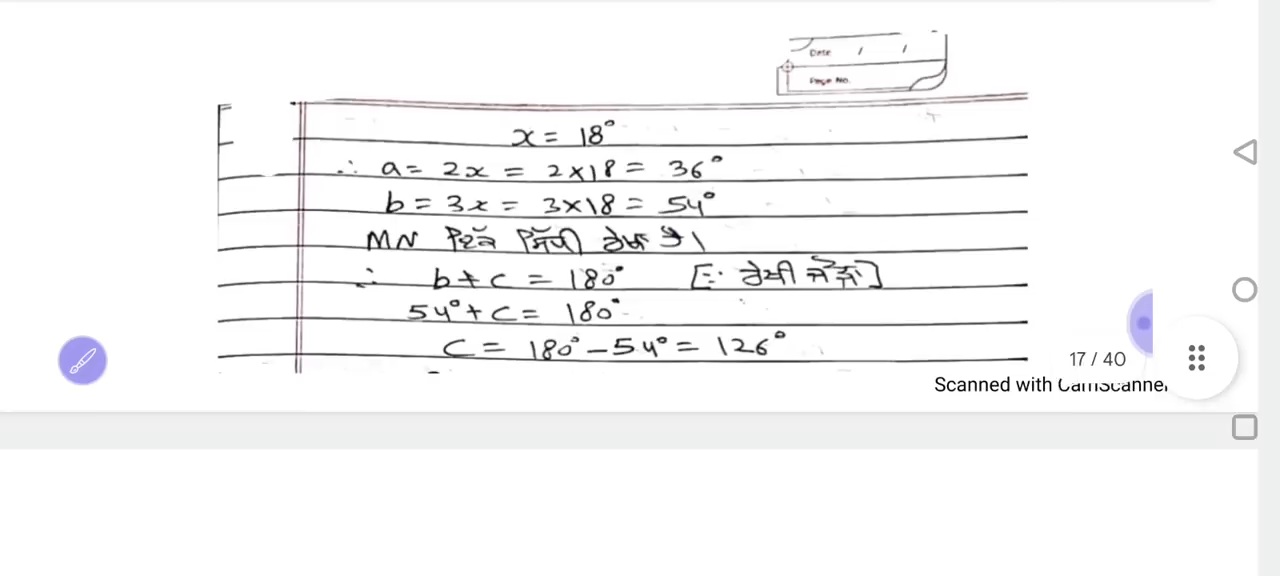 Date / /
Page No.
x = 18°
∴ a = 2x = 2×18 = 36°
b = 3x = 3×18 = 54°
MN ਇੱਕ ਸਿੱਧੀ ਰੇਖਾ ਹੈ।
∴ b + c = 180° [∵ ਰੇਖੀ ਜੋੜਾ]
54° + c = 180°
c = 180° – 54° = 126°
17 / 40
Scanned with CamScanner